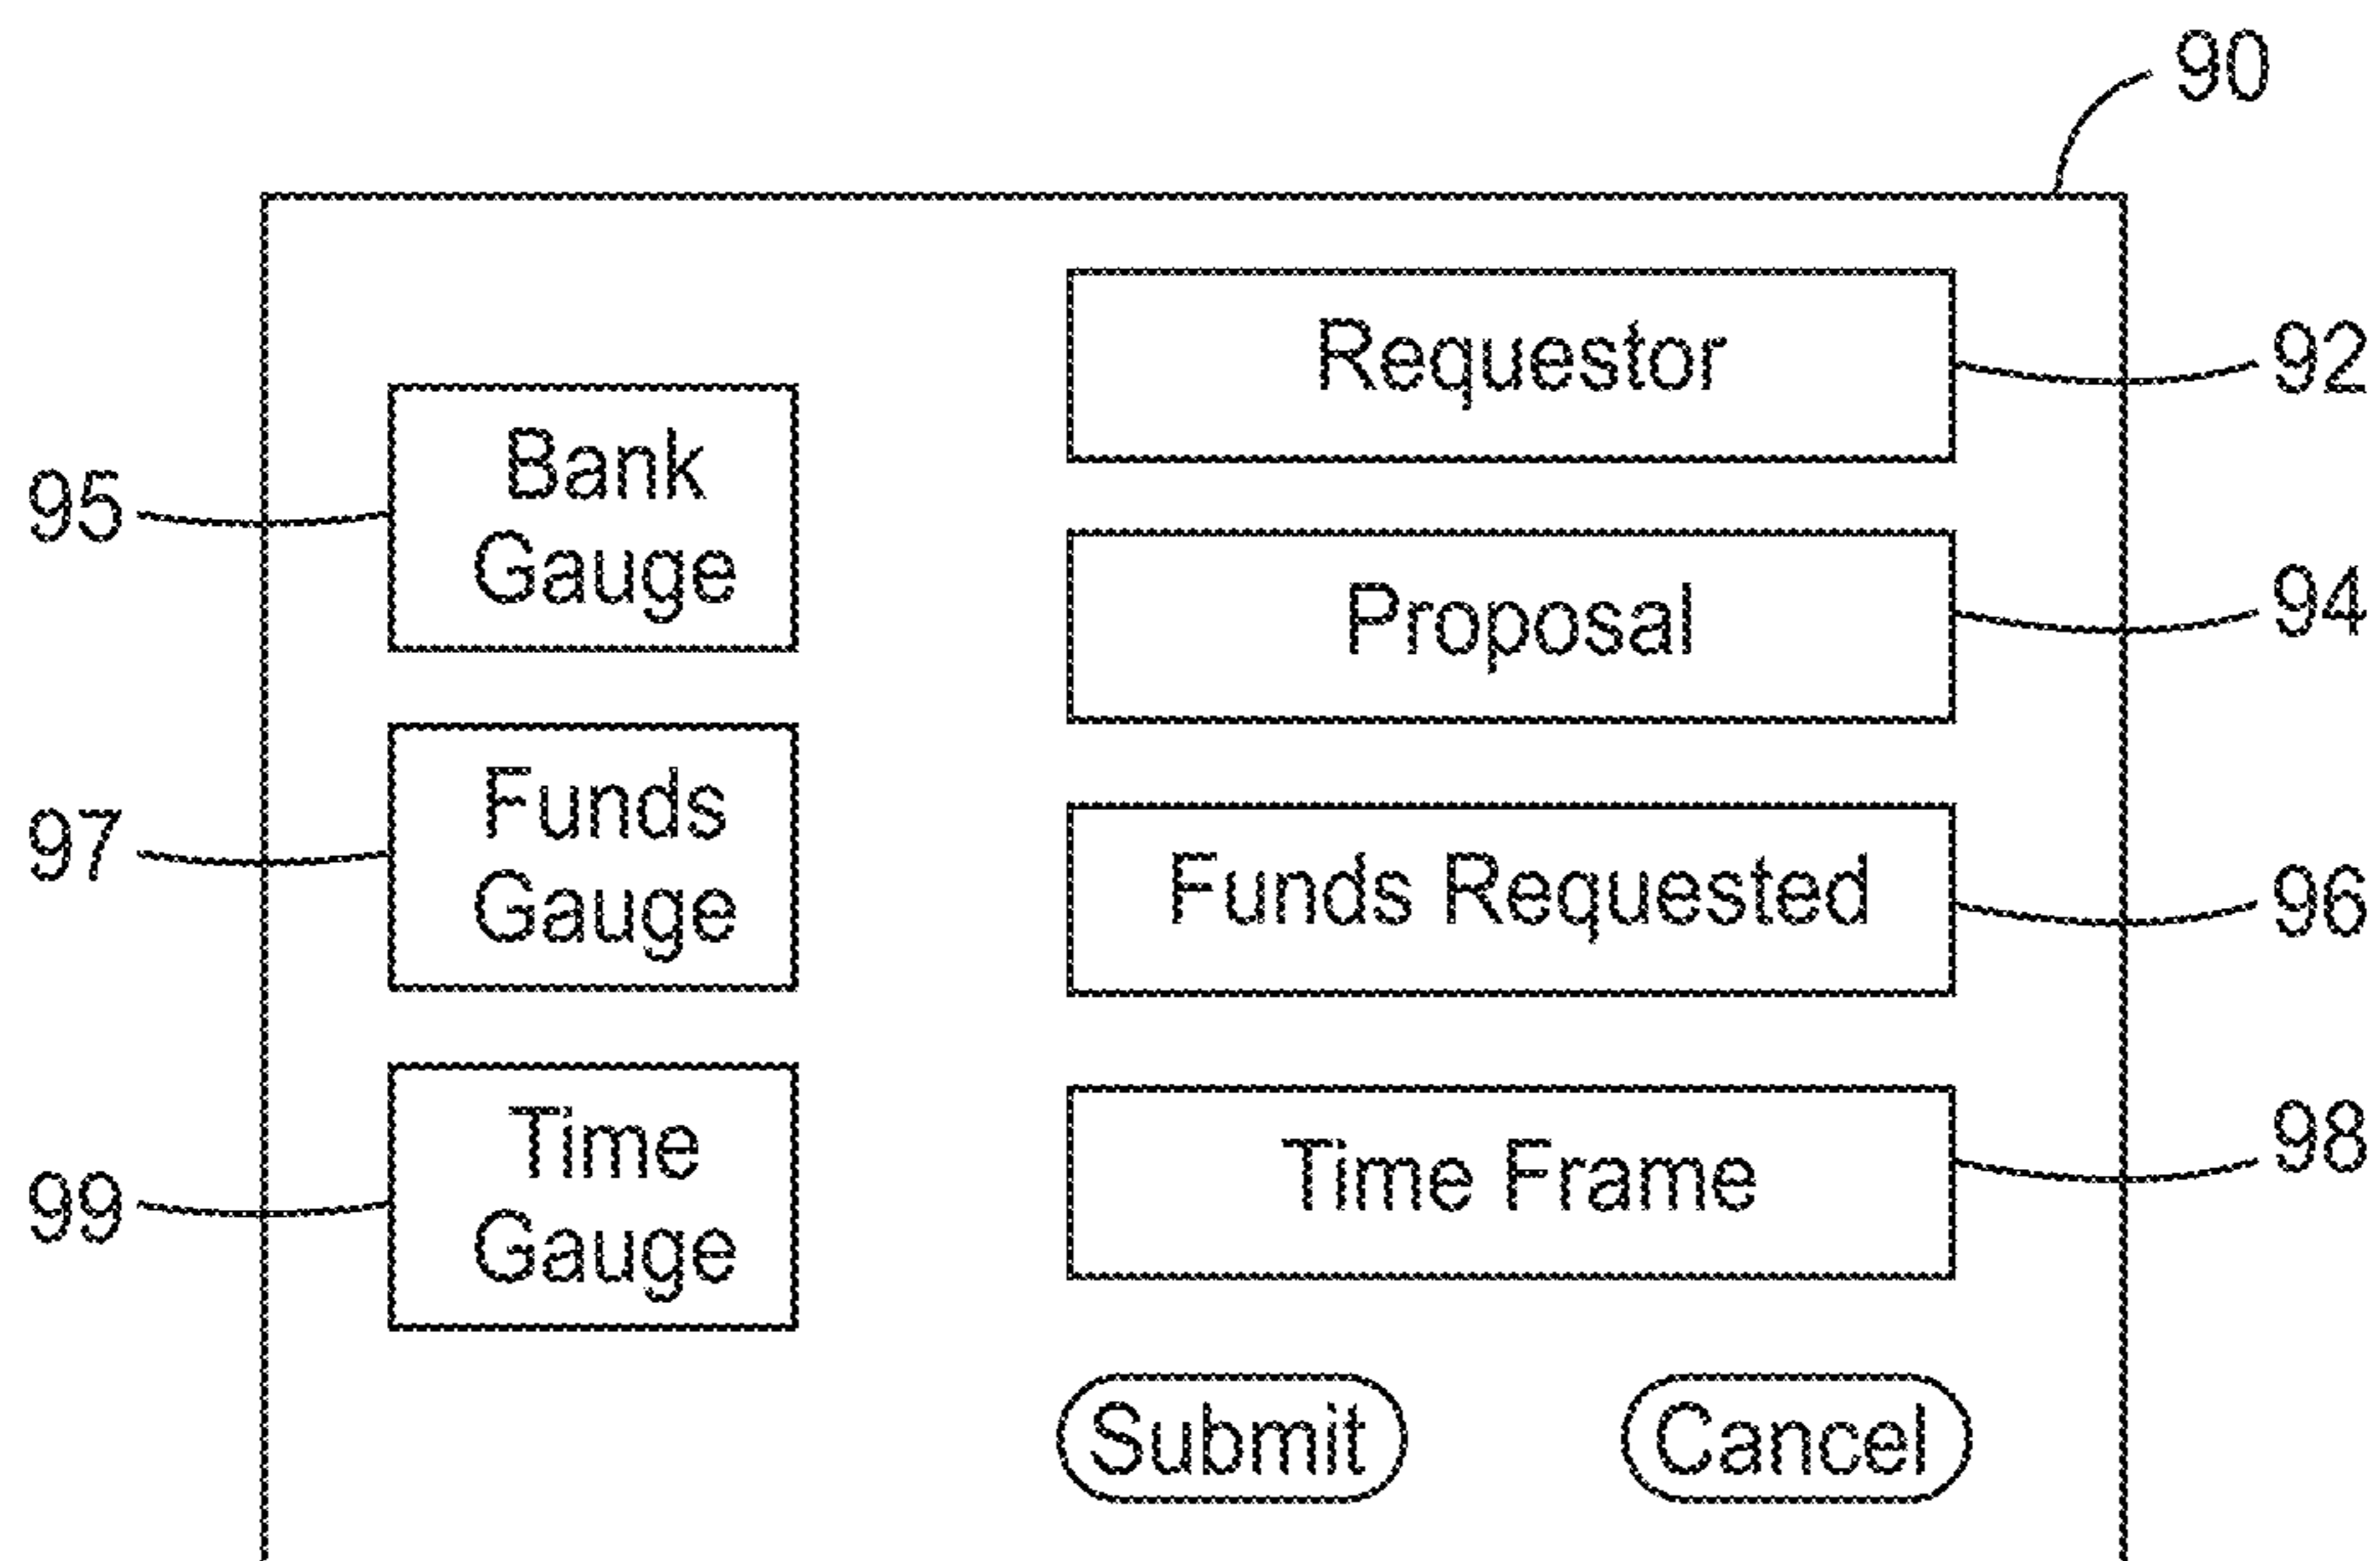 90
Requestor
92
Bank
Gauge
95
Proposal
94
Funds
Gauge
97
Funds Requested
96
Time
Gauge
99
Time Frame
98
Submit
Cancel